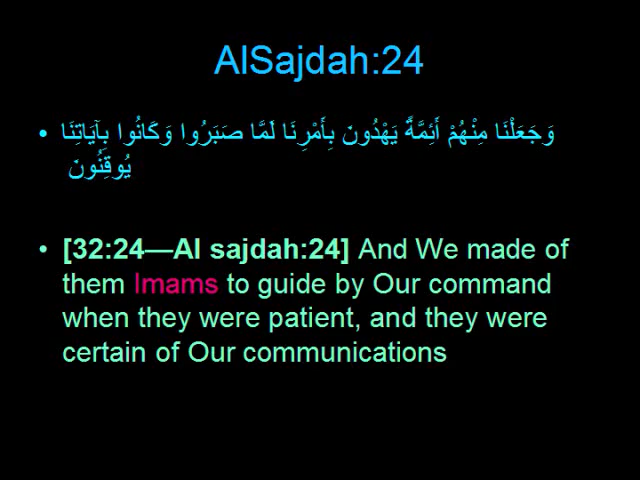 AlSajdah:24
• وَجَعَلْنَا مِنْهُمْ أَئِمَّةً يَهْدُونَ بِأَمْرِنَا لَمَّا صَبَرُوا وَكَانُوا بِآيَاتِنَا
يُوقِنُونَ
• [32:24—Al sajdah:24] And We made of
them Imams to guide by Our command
when they were patient, and they were
certain of Our communications